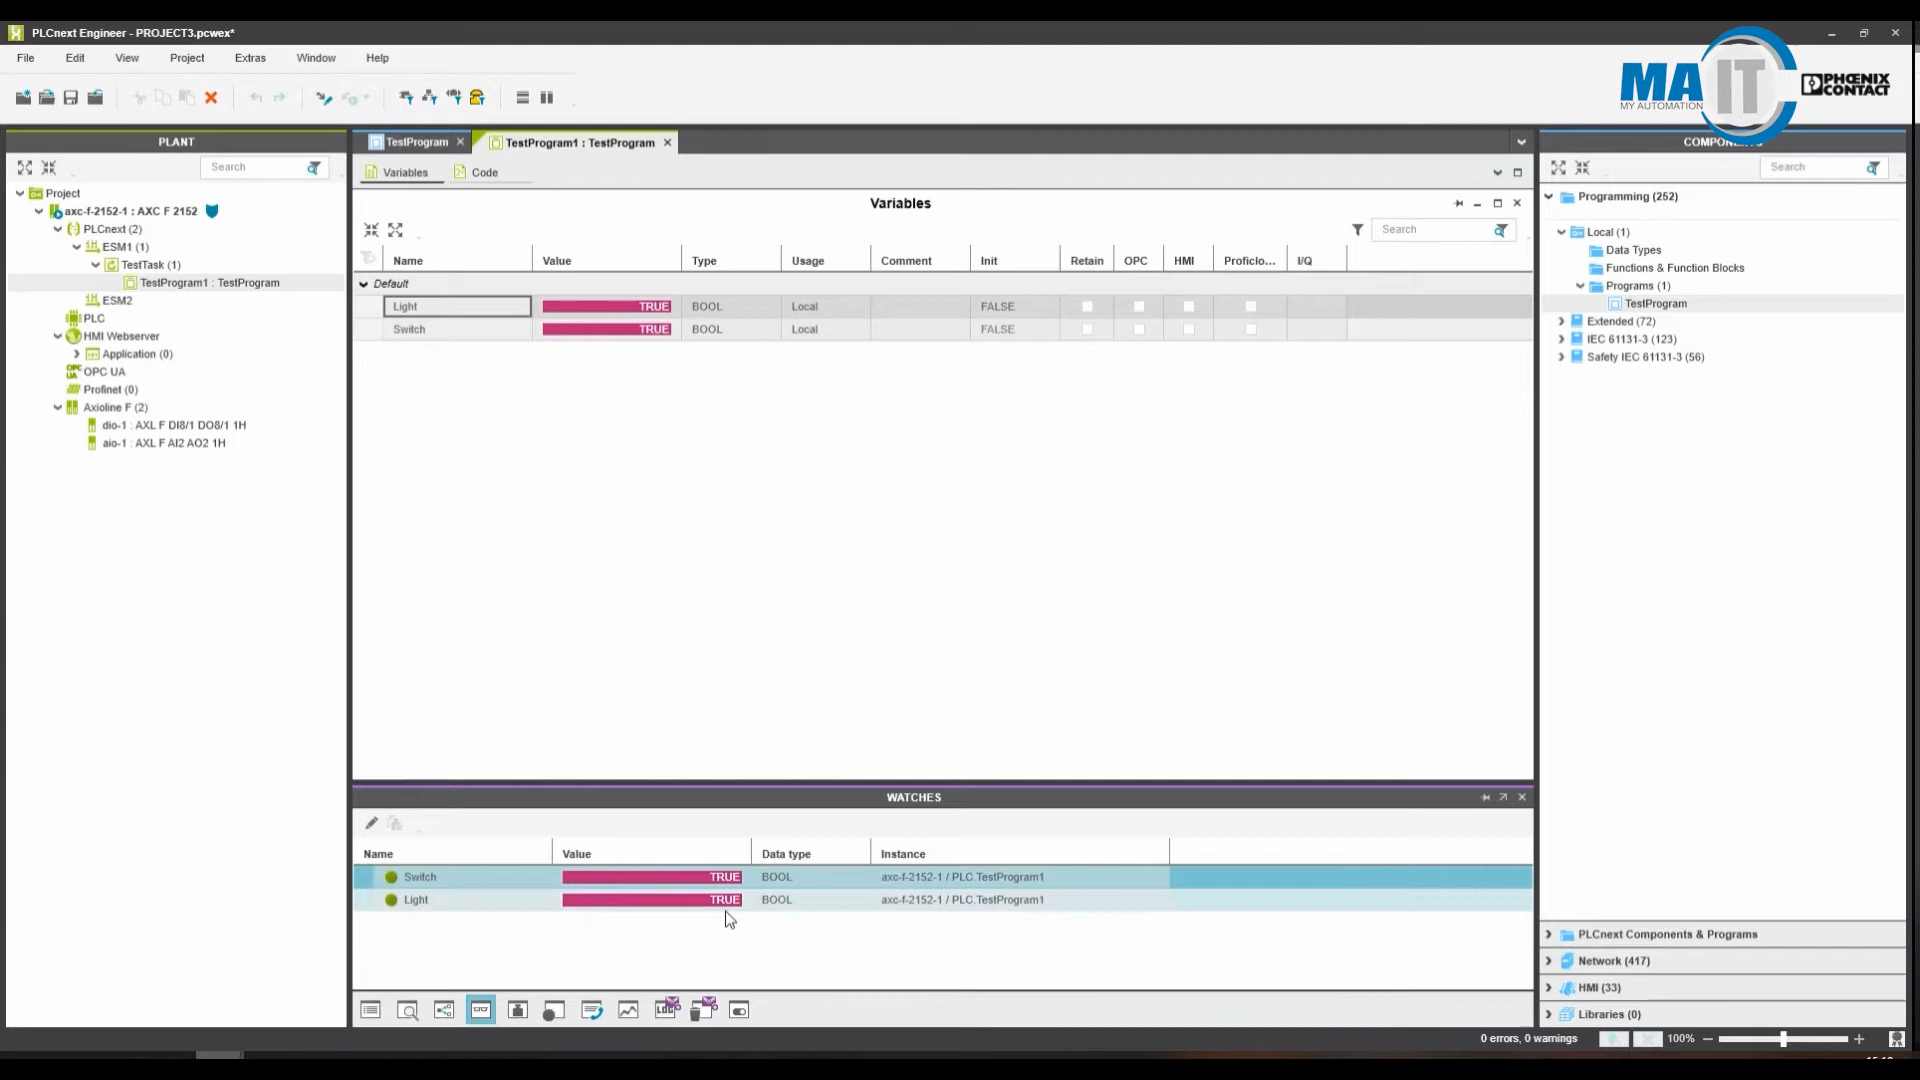 PLCnext Engineer - PROJECT3.pcwex*
File Edit View Project Extras Window Help
MA IT
MY AUTOMATION
PHŒNIX CONTACT
PLANT
Search
Project
axc-f-2152-1 : AXC F 2152
PLCnext (2)
ESM1 (1)
TestTask (1)
TestProgram1 : TestProgram
ESM2
PLC
HMI Webserver
Application (0)
OPC UA
Profinet (0)
Axioline F (2)
dio-1 : AXL F DI8/1 DO8/1 1H
aio-1 : AXL F AI2 AO2 1H
TestProgram
TestProgram1 : TestProgram
Variables
Code
Variables
Search
Name Value Type Usage Comment Init Retain OPC HMI Proficlo... I/Q
Default
Light TRUE BOOL Local FALSE
Switch TRUE BOOL Local FALSE
WATCHES
Name Value Data type Instance
Switch TRUE BOOL axc-f-2152-1 / PLC.TestProgram1
Light TRUE BOOL axc-f-2152-1 / PLC.TestProgram1
LOG
Search
Programming (252)
Local (1)
Data Types
Functions & Function Blocks
Programs (1)
TestProgram
Extended (72)
IEC 61131-3 (123)
Safety IEC 61131-3 (56)
PLCnext Components & Programs
Network (417)
HMI (33)
Libraries (0)
0 errors, 0 warnings
100%